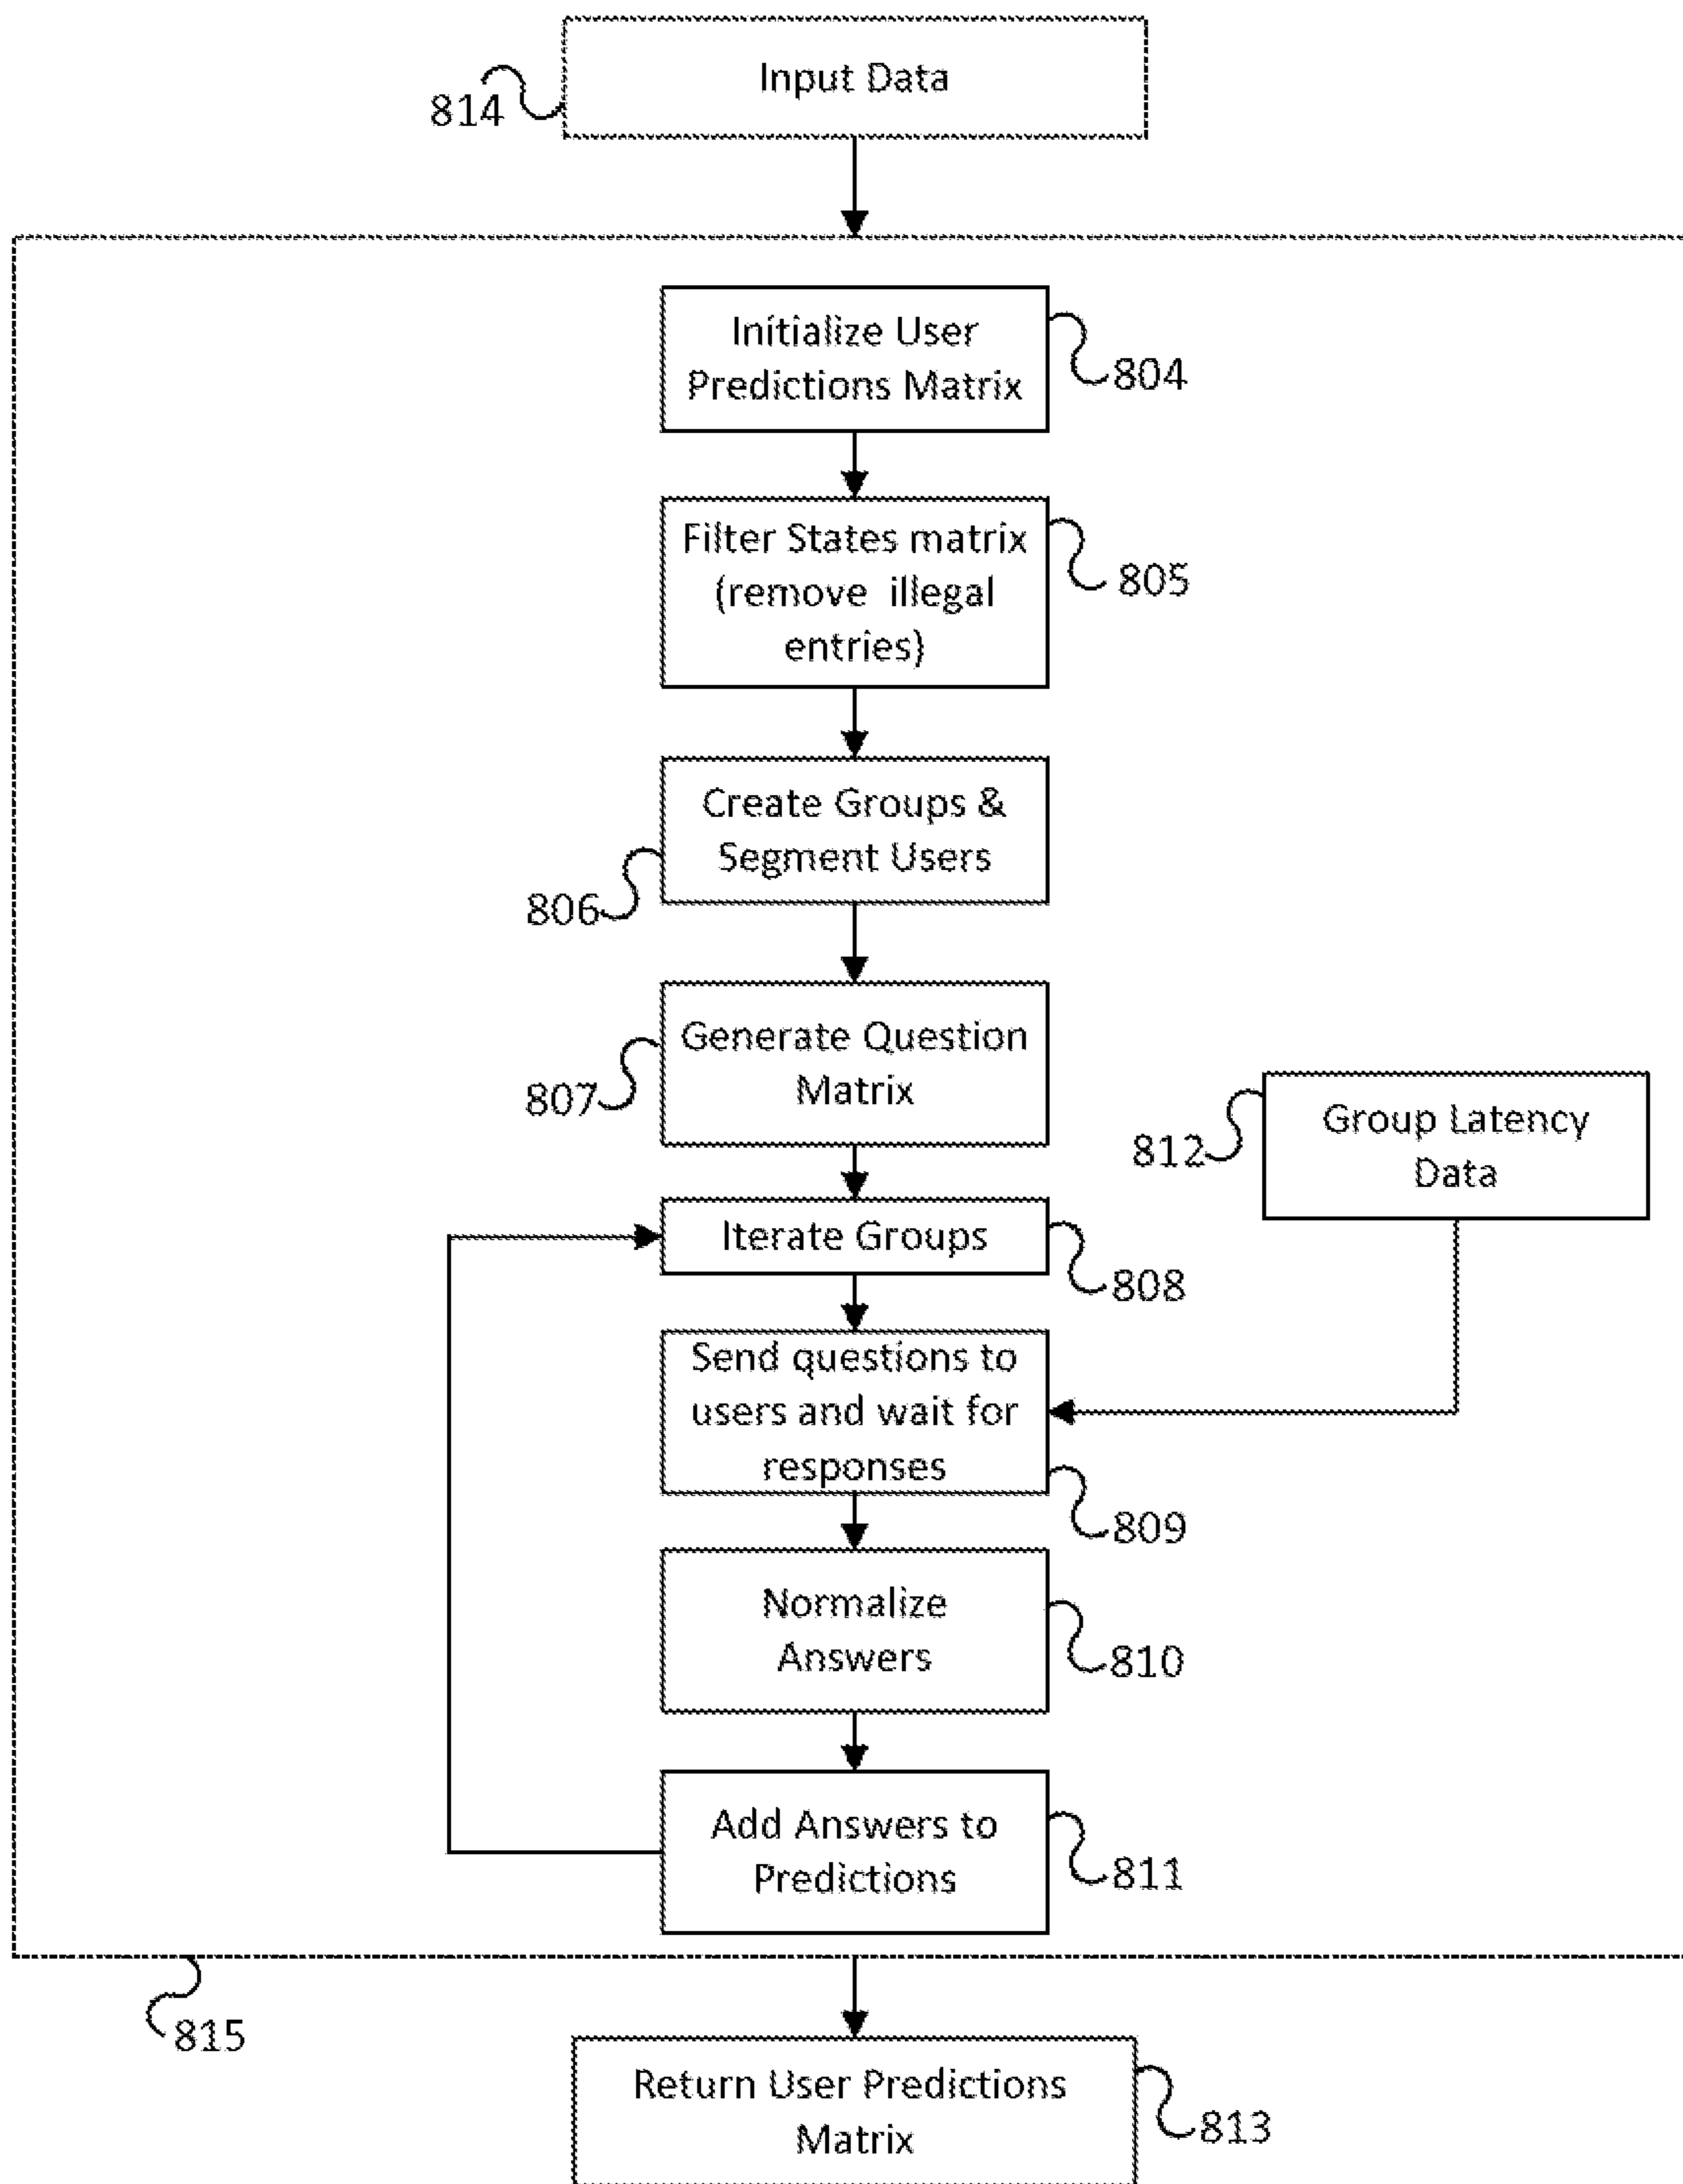 Input Data
814
Initialize User
Predictions Matrix
804
Filter States matrix
(remove illegal
entries)
805
Create Groups &
Segment Users
806
Generate Question
Matrix
807
Group Latency
Data
812
Iterate Groups
808
Send questions to
users and wait for
responses
809
Normalize
Answers
810
Add Answers to
Predictions
811
815
Return User Predictions
Matrix
813